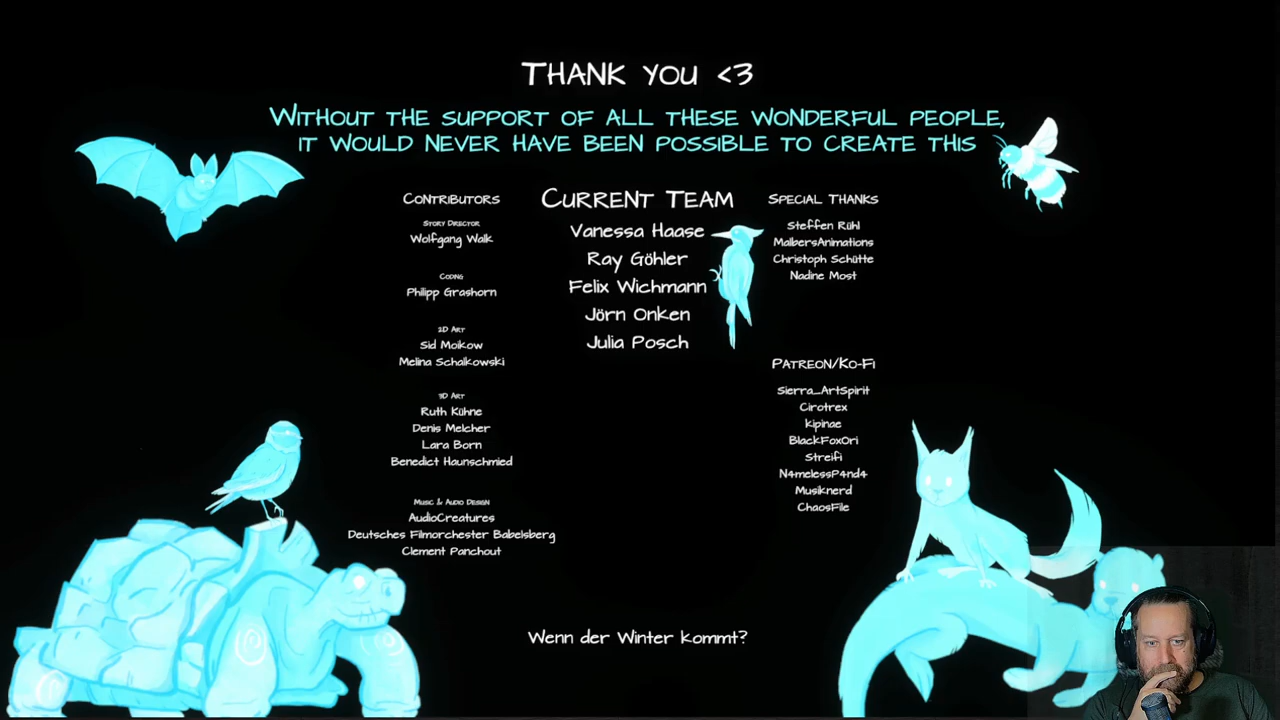 THANK YOU <3
WITHOUT THE SUPPORT OF ALL THESE WONDERFUL PEOPLE,
IT WOULD NEVER HAVE BEEN POSSIBLE TO CREATE THIS
CONTRIBUTORS
STORY DIRECTOR
Wolfgang Walk
CODING
Philipp Grashorn
2D ART
Sid Moikow
Melina Schalkowski
3D ART
Ruth Kühne
Denis Melcher
Lara Born
Benedict Haunschmied
MUSIC & AUDIO DESIGN
AudioCreatures
Deutsches Filmorchester Babelsberg
Clement Panchout
CURRENT TEAM
Vanessa Haase
Ray Göhler
Felix Wichmann
Jörn Onken
Julia Posch
SPECIAL THANKS
Steffen Rühl
MalbersAnimations
Christoph Schütte
Nadine Most
PATREON/KO-FI
Sierra_ArtSpirit
Cirotrex
kipinae
BlackFoxOri
Streifi
N4melessP4nd4
Musiknerd
ChaosFile
Wenn der Winter kommt?